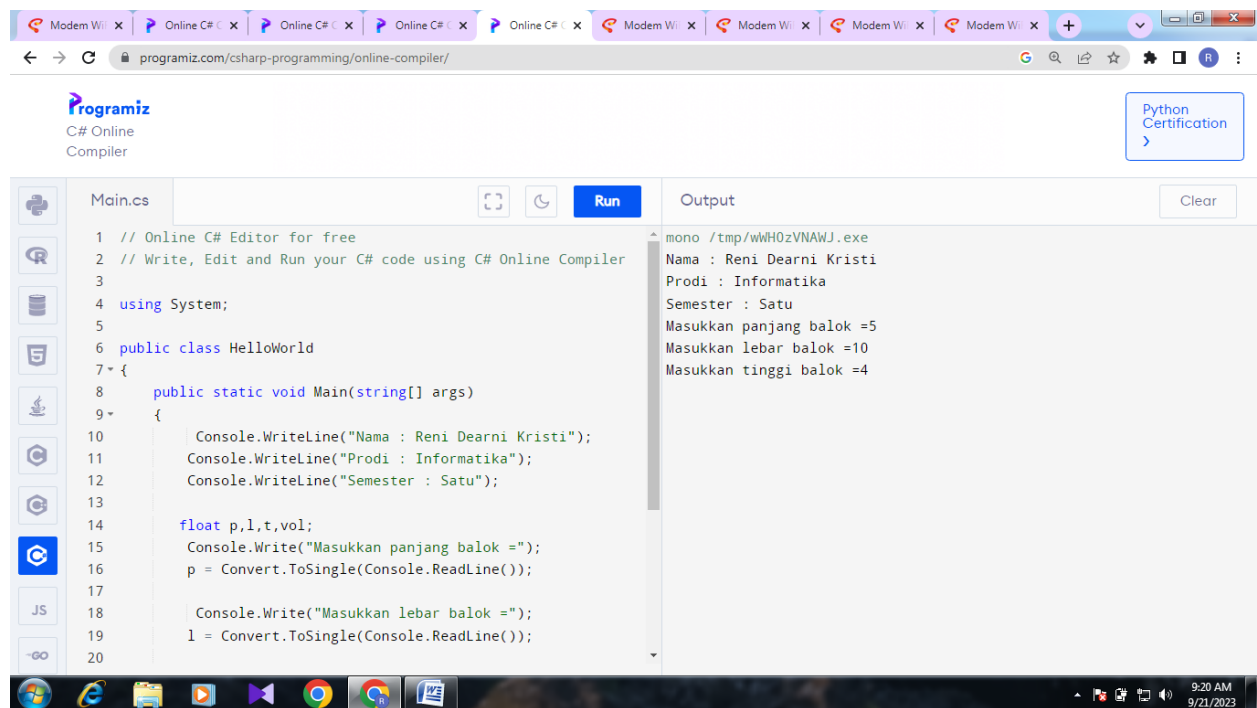 Modem Wi
Online C# C
Online C# C
Online C# C
Online C# C
Modem Wi
Modem Wi
Modem Wi
Modem Wi
programiz.com/csharp-programming/online-compiler/
G
R
Programiz
C# Online
Compiler
Python
Certification
Main.cs
Run
Output
Clear
1 // Online C# Editor for free
2 // Write, Edit and Run your C# code using C# Online Compiler
3
4 using System;
5
6 public class HelloWorld
7 {
8 public static void Main(string[] args)
9 {
10 Console.WriteLine("Nama : Reni Dearni Kristi");
11 Console.WriteLine("Prodi : Informatika");
12 Console.WriteLine("Semester : Satu");
13
14 float p,l,t,vol;
15 Console.Write("Masukkan panjang balok =");
16 p = Convert.ToSingle(Console.ReadLine());
17
18 Console.Write("Masukkan lebar balok =");
19 l = Convert.ToSingle(Console.ReadLine());
20
mono /tmp/wWH0zVNAWJ.exe
Nama : Reni Dearni Kristi
Prodi : Informatika
Semester : Satu
Masukkan panjang balok =5
Masukkan lebar balok =10
Masukkan tinggi balok =4
JS
GO
9:20 AM
9/21/2023